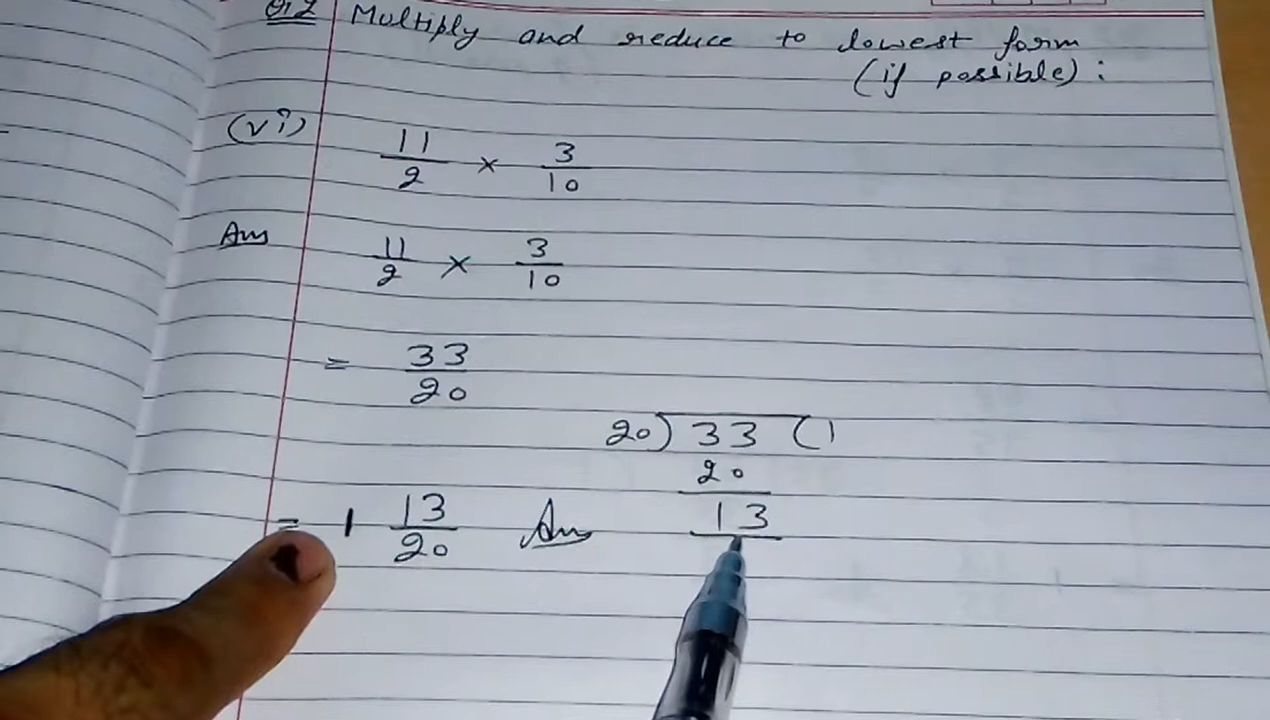 Q.2 Multiply and reduce to lowest form
(if possible) :
(vi) 11/2 × 3/10
Ans 11/2 × 3/10
= 33/20
20) 33 (1
20
13
= 1 13/20 Ans